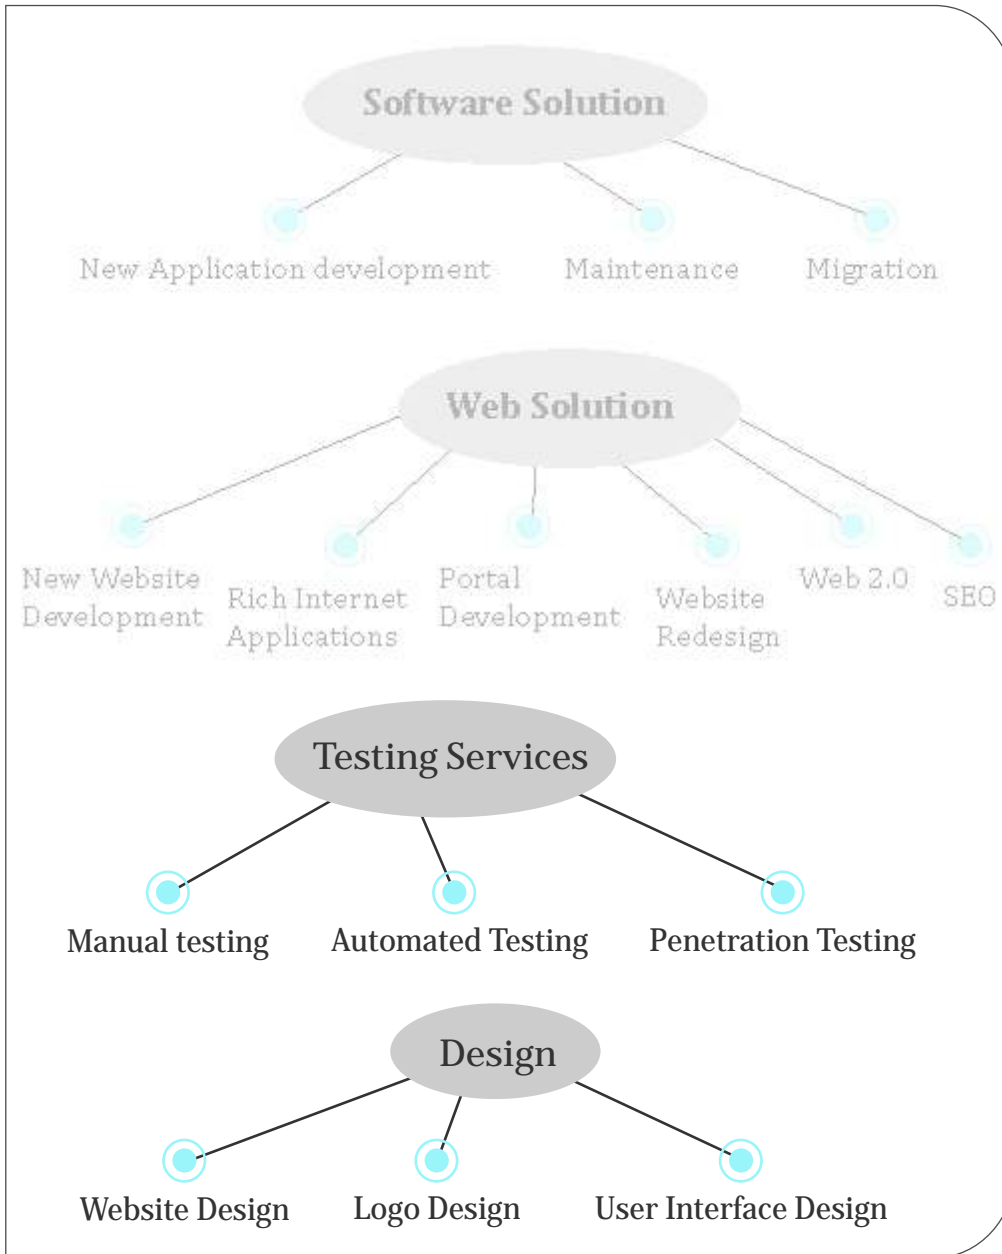 Software Solution
New Application development
Maintenance
Migration
Web Solution
New Website
Development
Rich Internet
Applications
Portal
Development
Website
Redesign
Web 2.0
SEO
Testing Services
Manual testing
Automated Testing
Penetration Testing
Design
Website Design
Logo Design
User Interface Design